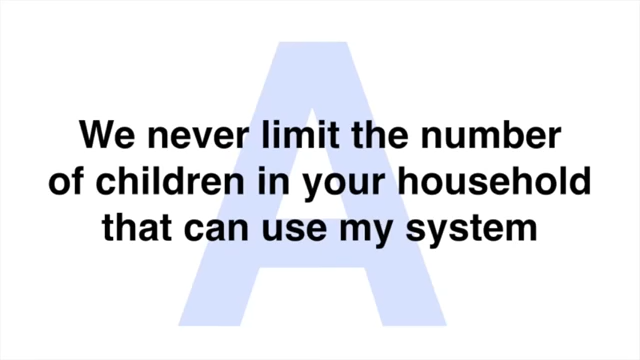 We never limit the number
of children in your household
that can use my system
A